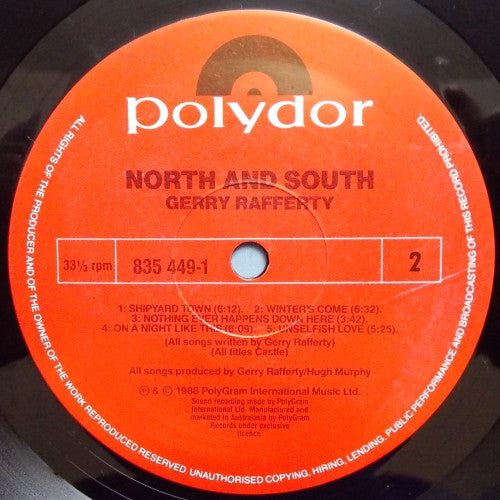 polydor
NORTH AND SOUTH
GERRY RAFFERTY
33⅓ rpm 835 449-1 2
1: SHIPYARD TOWN (6:12). 2: WINTER'S COME (6:32).
3: NOTHING EVER HAPPENS DOWN HERE (3:42).
4: ON A NIGHT LIKE THIS (6:09). 5: UNSELFISH LOVE (5:25).
(All songs written by Gerry Rafferty)
(All titles Castle)
All songs produced by Gerry Rafferty/Hugh Murphy
℗ & © 1988 PolyGram International Music Ltd.
Sound recording made by PolyGram
International Ltd. Manufactured and
marketed in Australasia by PolyGram
Records under exclusive
licence.
ALL RIGHTS OF THE PRODUCER AND OF THE OWNER OF THE WORK REPRODUCED RESERVED. UNAUTHORISED COPYING, HIRING, LENDING, PUBLIC PERFORMANCE AND BROADCASTING OF THIS RECORD PROHIBITED.